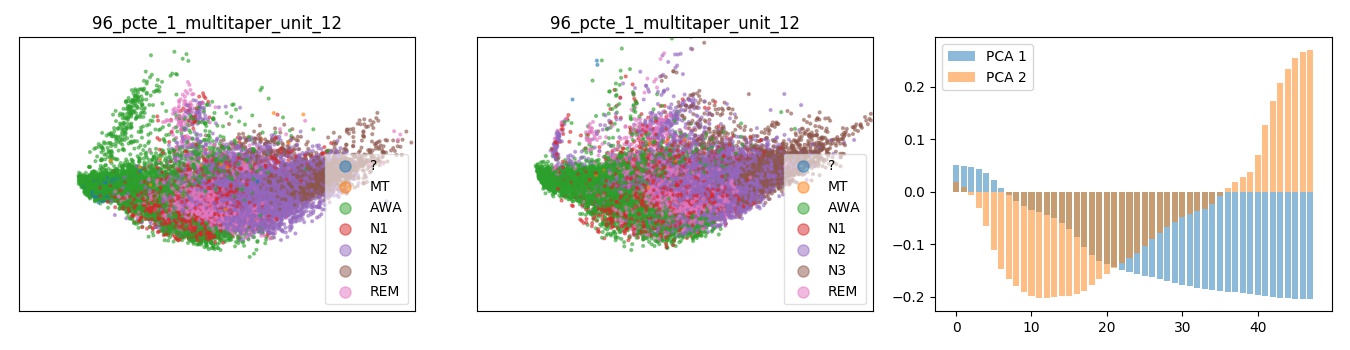 96_pcte_1_multitaper_unit_12
?
MT
AWA
N1
N2
N3
REM
96_pcte_1_multitaper_unit_12
?
MT
AWA
N1
N2
N3
REM
PCA 1
PCA 2
0.2
0.1
0.0
−0.1
−0.2
0 10 20 30 40